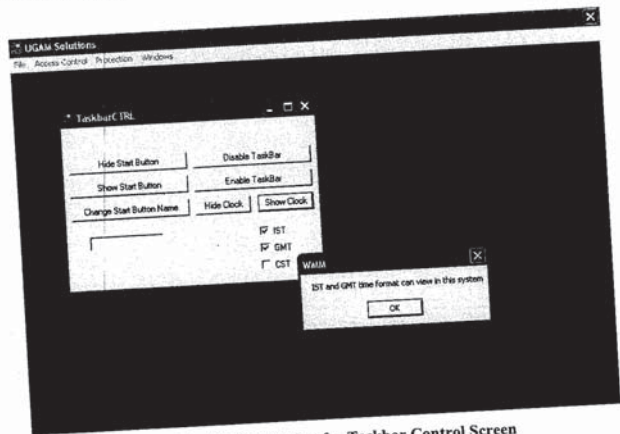 UGAM Solutions
File Access Control Protection Windows
TaskbarCTRL
Hide Start Button Disable TaskBar
Show Start Button Enable TaskBar
Change Start Button Name Hide Clock Show Clock
IST
GMT
CST
WMM
IST and GMT time format can view in this system
OK
Taskbar Control Screen